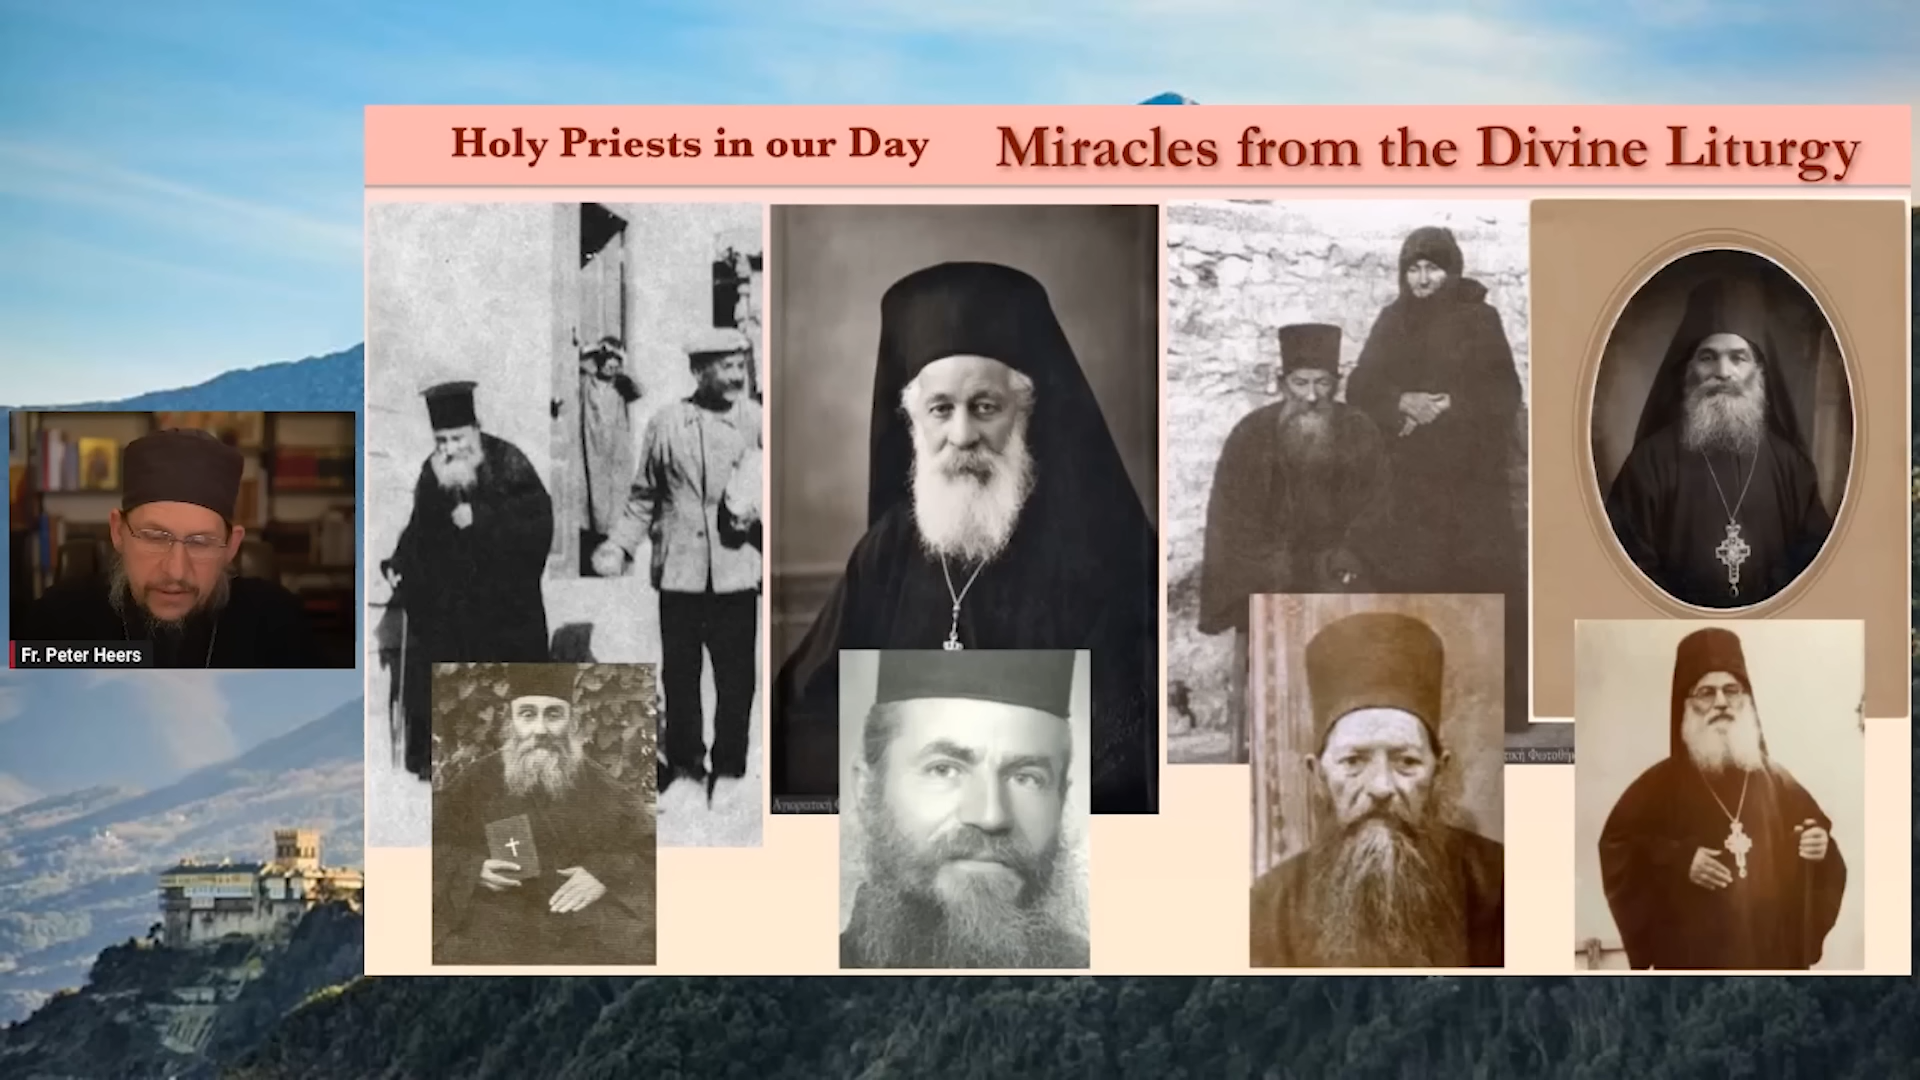 Holy Priests in our Day
Miracles from the Divine Liturgy
Fr. Peter Heers